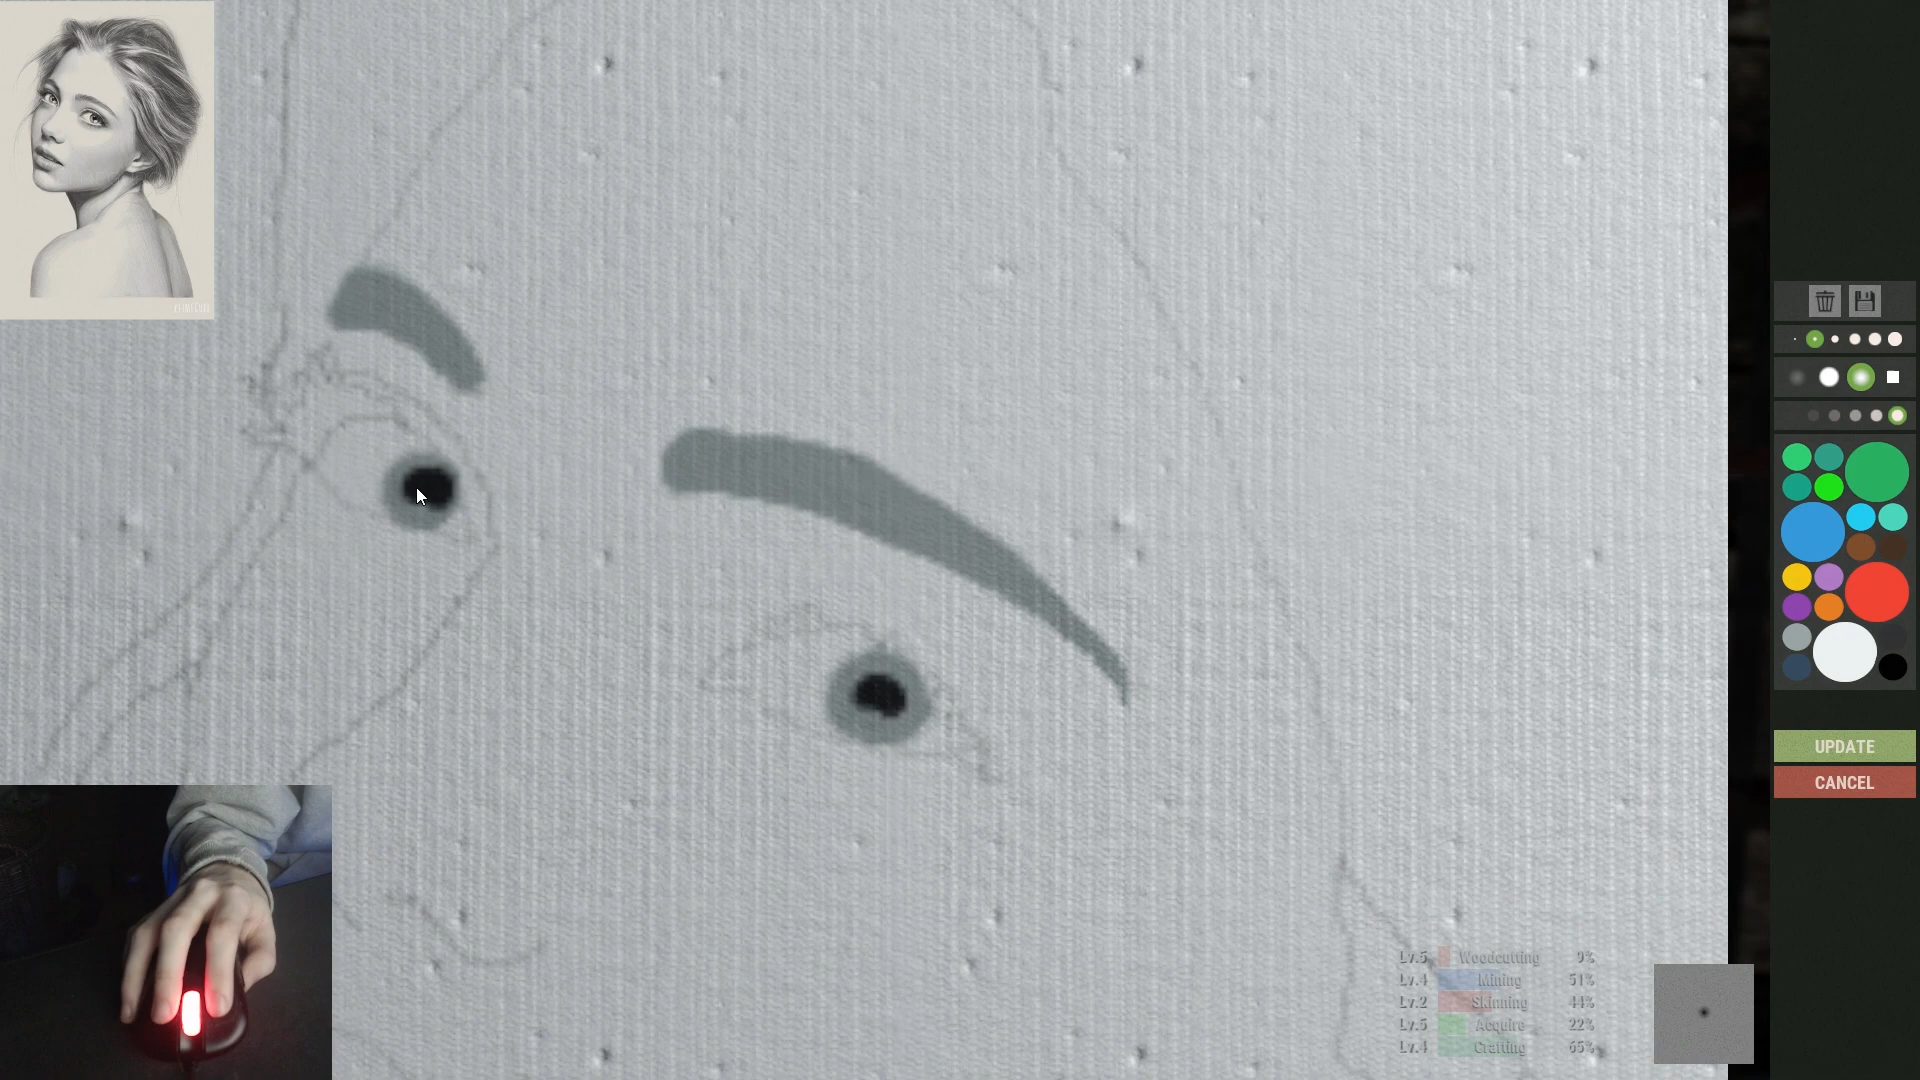 UPDATE
CANCEL
Lv.5 Woodcutting 9%
Lv.4 Mining 51%
Lv.2 Skinning 44%
Lv.5 Acquire 22%
Lv.4 Crafting 65%